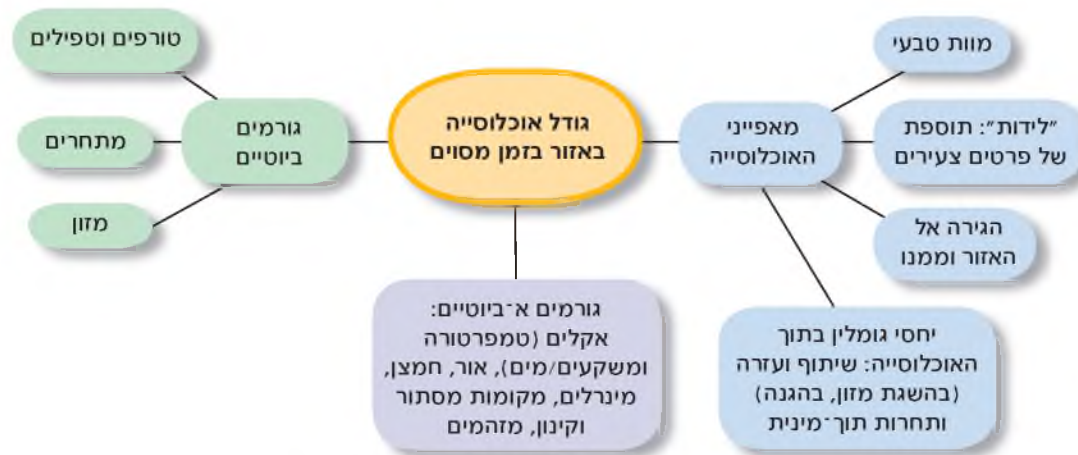 גודל אוכלוסייה
באזור בזמן מסוים
מאפייני
האוכלוסייה
מוות טבעי
"לידות": תוספת
של פרטים צעירים
הגירה אל
האזור וממנו
יחסי גומלין בתוך
האוכלוסייה: שיתוף ועזרה
(בהשגת מזון, בהגנה)
ותחרות תוך־מינית
גורמים א־ביוטיים:
אקלים (טמפרטורה
ומשקעים/מים), אור, חמצן,
מינרלים, מקומות מסתור
וקינון, מזהמים
גורמים
ביוטיים
טורפים וטפילים
מתחרים
מזון